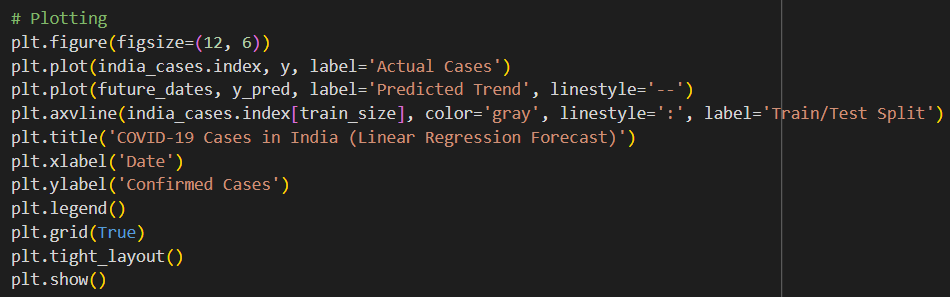 # Plotting
plt.figure(figsize=(12, 6))
plt.plot(india_cases.index, y, label='Actual Cases')
plt.plot(future_dates, y_pred, label='Predicted Trend', linestyle='--')
plt.axvline(india_cases.index[train_size], color='gray', linestyle=':', label='Train/Test Split')
plt.title('COVID-19 Cases in India (Linear Regression Forecast)')
plt.xlabel('Date')
plt.ylabel('Confirmed Cases')
plt.legend()
plt.grid(True)
plt.tight_layout()
plt.show()